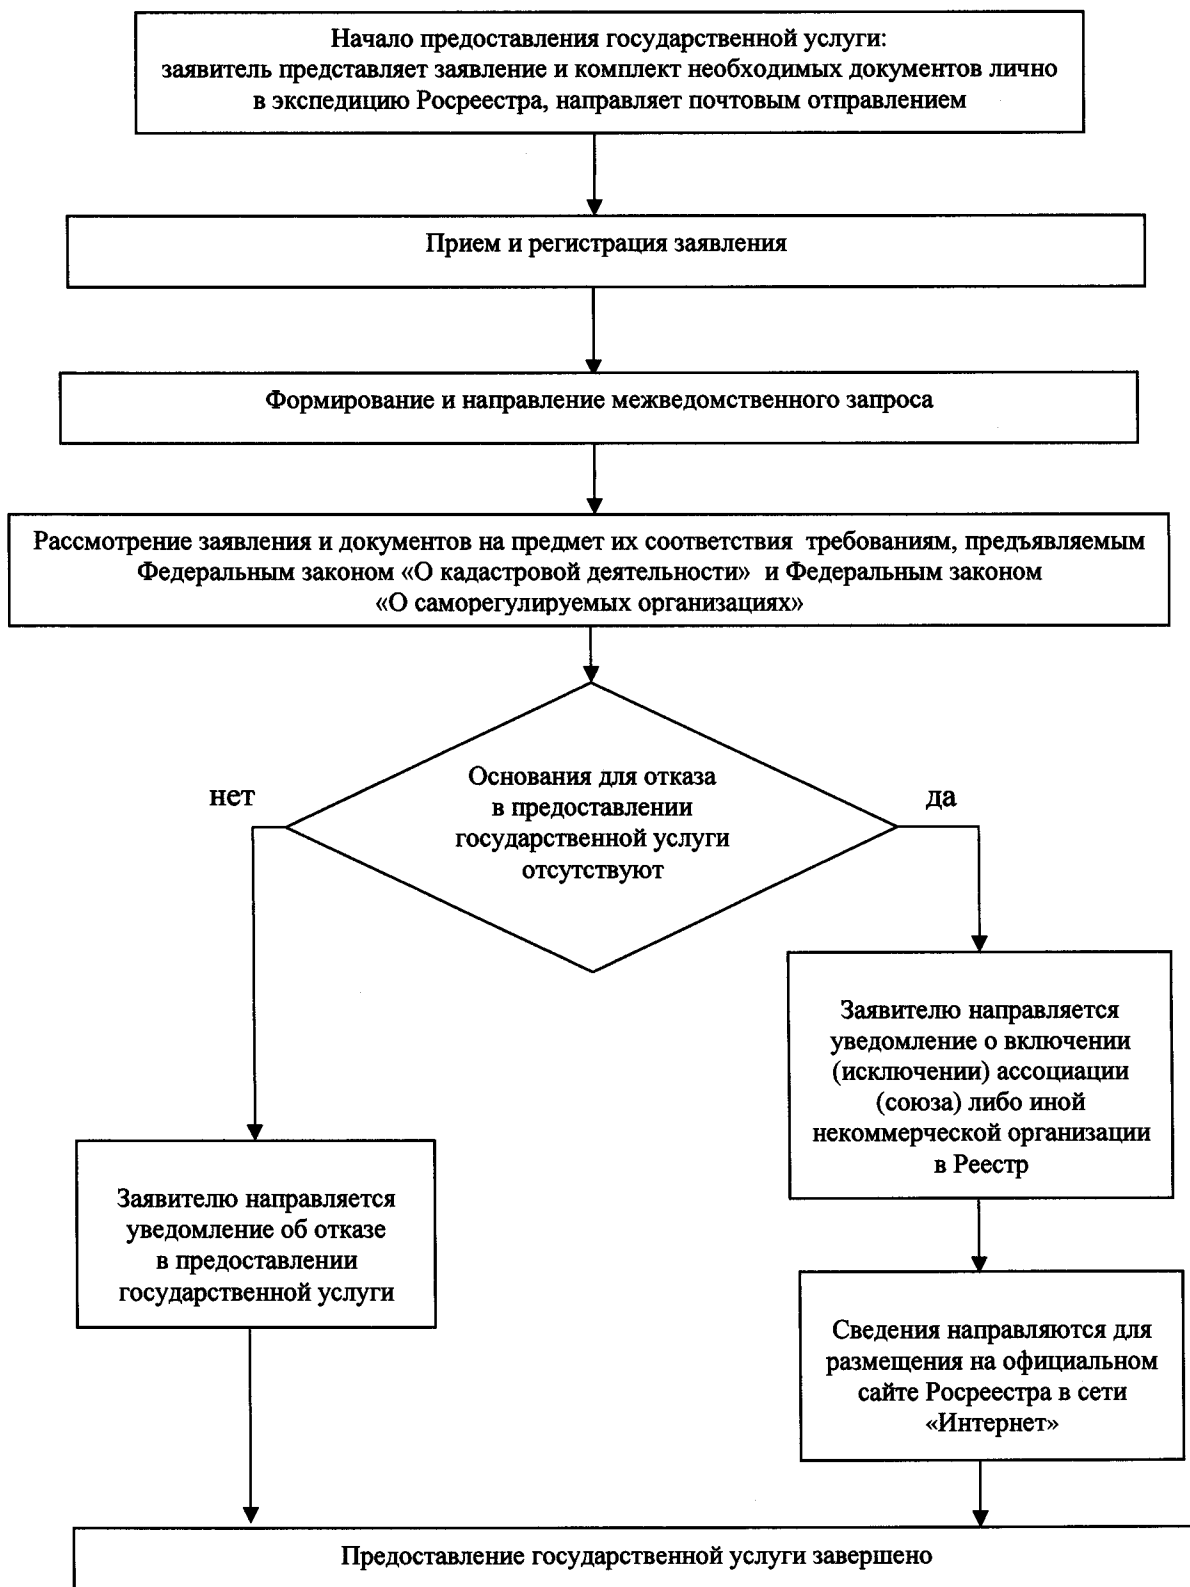 Начало предоставления государственной услуги:
заявитель представляет заявление и комплект необходимых документов лично
в экспедицию Росреестра, направляет почтовым отправлением
Прием и регистрация заявления
Формирование и направление межведомственного запроса
Рассмотрение заявления и документов на предмет их соответствия требованиям, предъявляемым
Федеральным законом «О кадастровой деятельности» и Федеральным законом
«О саморегулируемых организациях»
Основания для отказа
в предоставлении
государственной услуги
отсутствуют
нет
да
Заявителю направляется
уведомление о включении
(исключении) ассоциации
(союза) либо иной
некоммерческой организации
в Реестр
Заявителю направляется
уведомление об отказе
в предоставлении
государственной услуги
Сведения направляются для
размещения на официальном
сайте Росреестра в сети
«Интернет»
Предоставление государственной услуги завершено